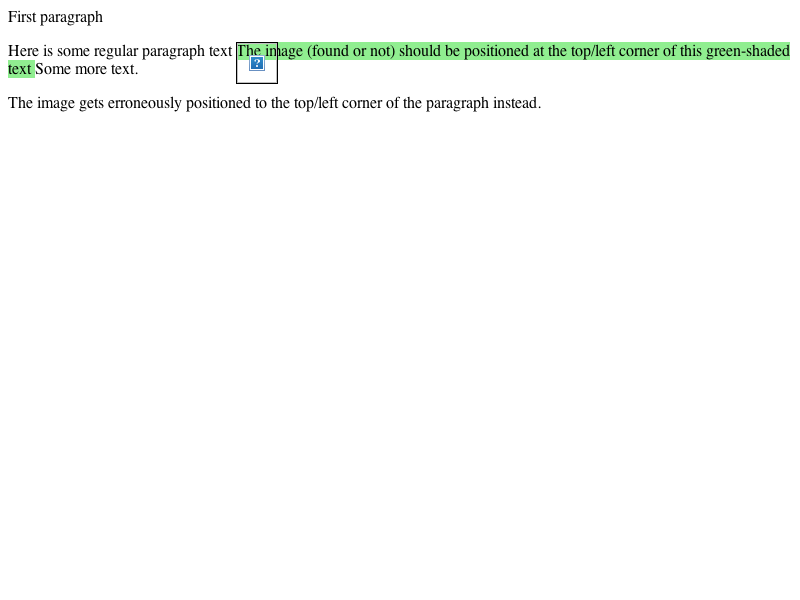 First paragraph
Here is some regular paragraph text The image (found or not) should be positioned at the top/left corner of this green-shaded
text Some more text.
The image gets erroneously positioned to the top/left corner of the paragraph instead.